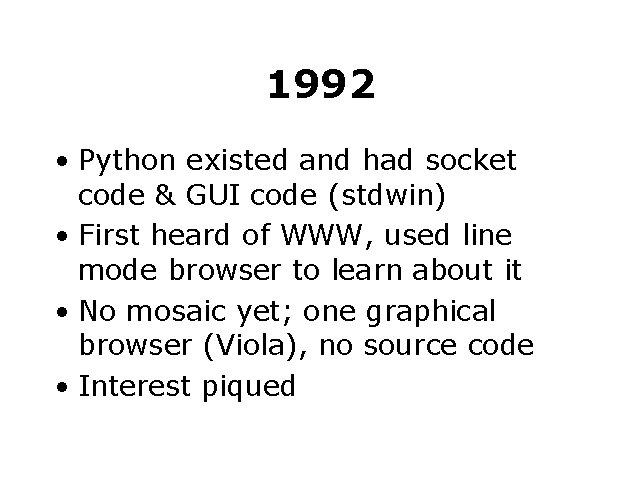 1992
• Python existed and had socket
code & GUI code (stdwin)
• First heard of WWW, used line
mode browser to learn about it
• No mosaic yet; one graphical
browser (Viola), no source code
• Interest piqued